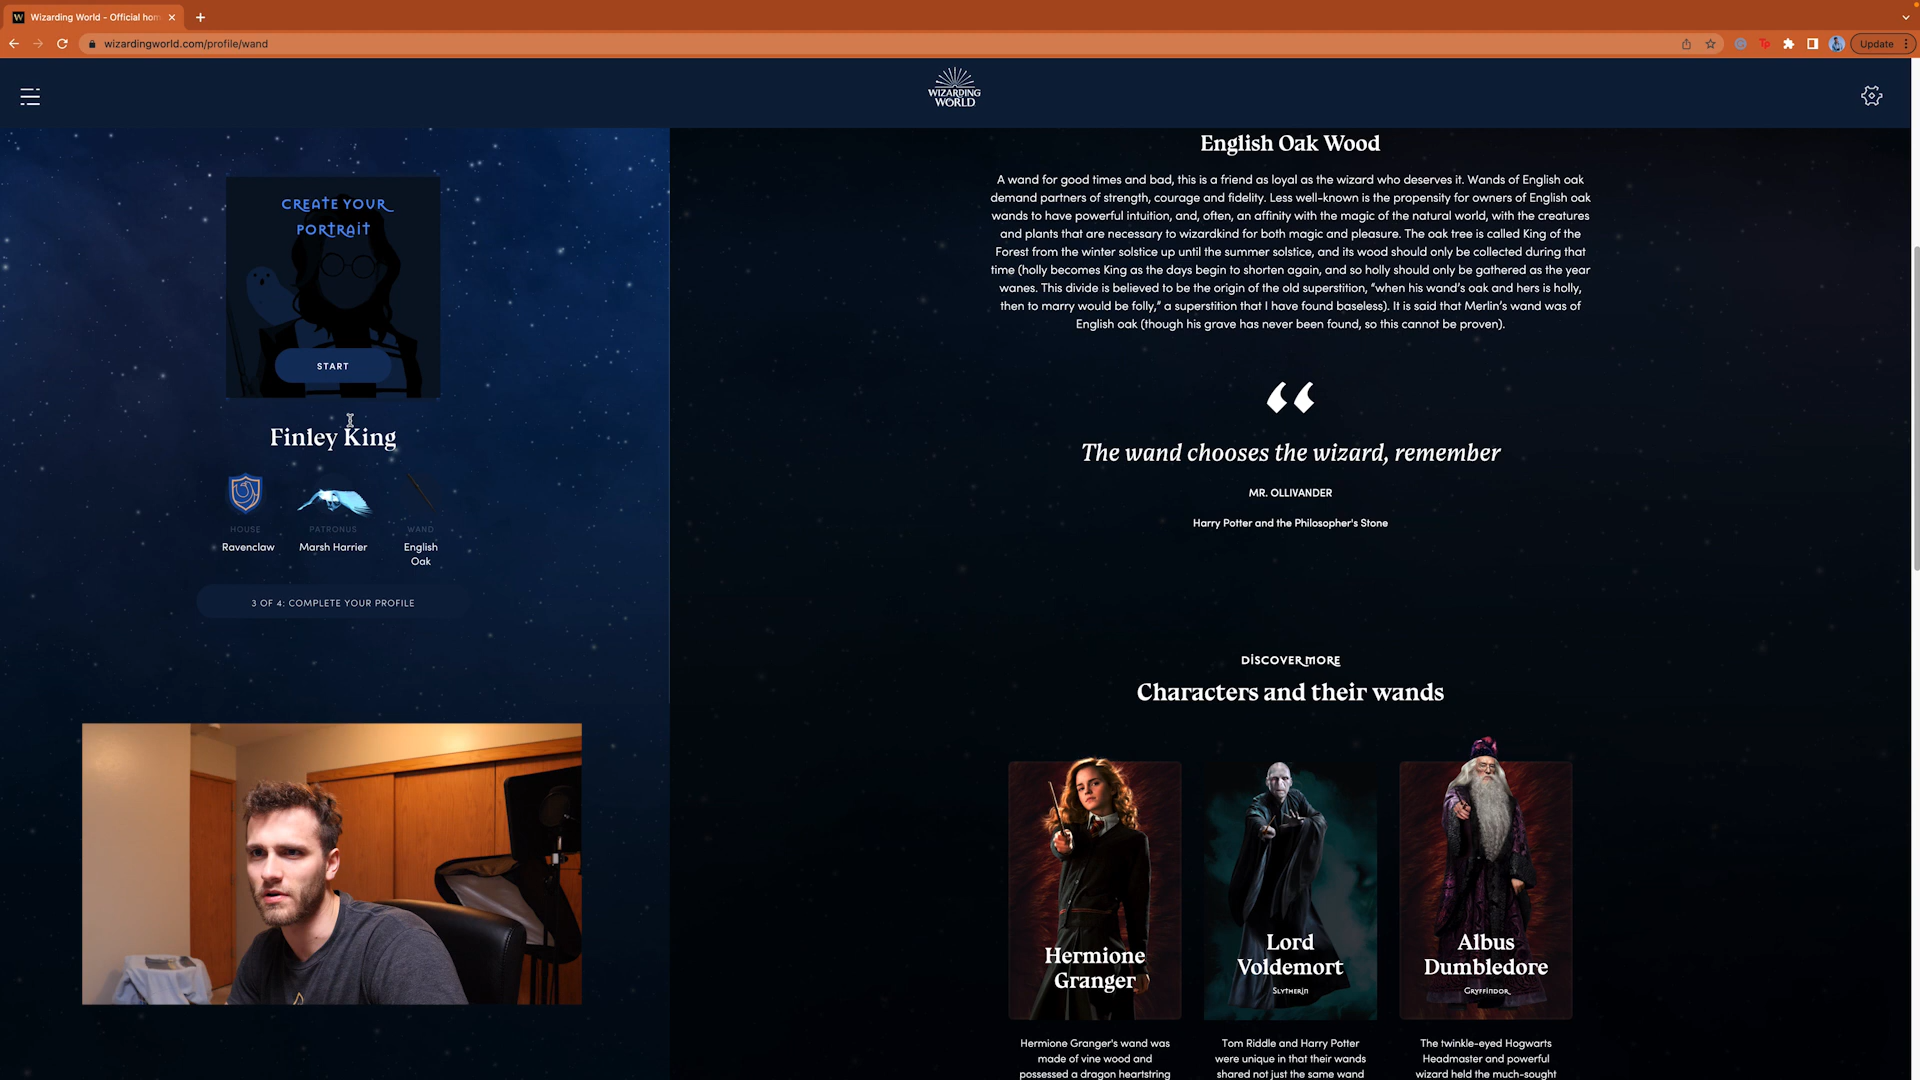 Wizarding World - Official hom
wizardingworld.com/profile/wand
Update
WIZARDING
WORLD
CREATE YOUR
PORTRAIT
START
Finley King
HOUSE
Ravenclaw
PATRONUS
Marsh Harrier
WAND
English
Oak
3 OF 4: COMPLETE YOUR PROFILE
English Oak Wood
A wand for good times and bad, this is a friend as loyal as the wizard who deserves it. Wands of English oak
demand partners of strength, courage and fidelity. Less well-known is the propensity for owners of English oak
wands to have powerful intuition, and, often, an affinity with the magic of the natural world, with the creatures
and plants that are necessary to wizardkind for both magic and pleasure. The oak tree is called King of the
Forest from the winter solstice up until the summer solstice, and its wood should only be collected during that
time (holly becomes King as the days begin to shorten again, and so holly should only be gathered as the year
wanes. This divide is believed to be the origin of the old superstition, “when his wand’s oak and hers is holly,
then to marry would be folly,” a superstition that I have found baseless). It is said that Merlin’s wand was of
English oak (though his grave has never been found, so this cannot be proven).
“
The wand chooses the wizard, remember
MR. OLLIVANDER
Harry Potter and the Philosopher's Stone
DISCOVER MORE
Characters and their wands
Hermione
Granger
Hermione Granger's wand was
made of vine wood and
possessed a dragon heartstring
Lord
Voldemort
Slytherin
Tom Riddle and Harry Potter
were unique in that their wands
shared not just the same wand
Albus
Dumbledore
Gryffindor
The twinkle-eyed Hogwarts
Headmaster and powerful
wizard held the much-sought